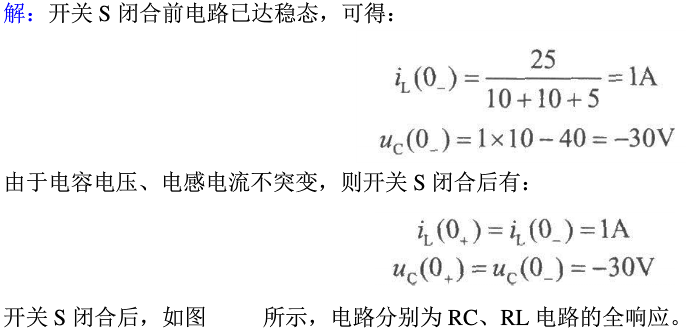 解：开关 S 闭合前电路已达稳态，可得：
i_L(0_-) = 25/(10+10+5) = 1A
u_C(0_-) = 1×10－40 = －30V
由于电容电压、电感电流不突变，则开关 S 闭合后有：
i_L(0_+) = i_L(0_-) = 1A
u_C(0_+) = u_C(0_-) = －30V
开关 S 闭合后，如图 所示，电路分别为 RC、RL 电路的全响应。